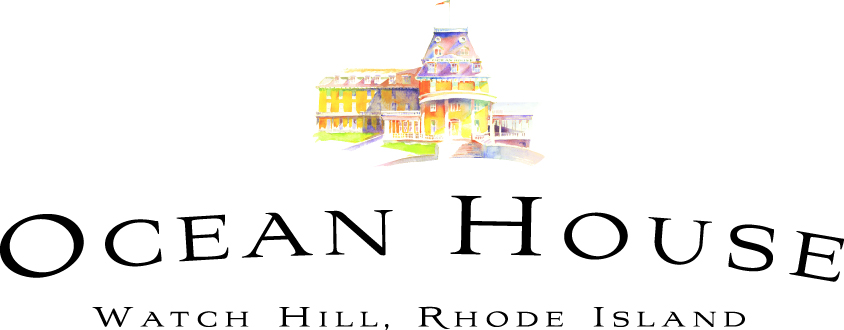 OCEAN HOUSE
WATCH HILL, RHODE ISLAND